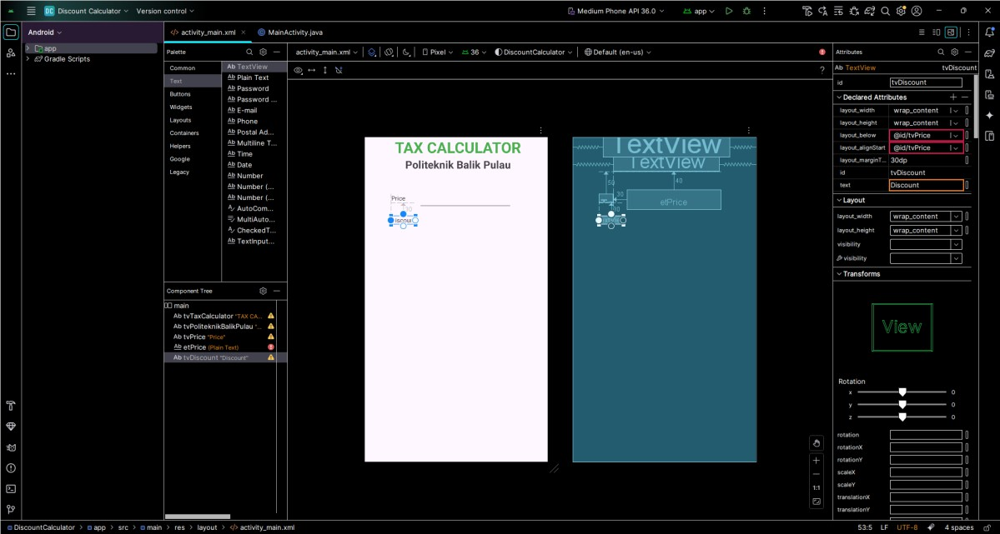 DC Discount Calculator Version control Medium Phone API 36.0 app
Android
app
Gradle Scripts
activity_main.xml MainActivity.java
Palette
Common
Text
Buttons
Widgets
Layouts
Containers
Helpers
Google
Legacy
Ab TextView
Ab Plain Text
Ab Password
Ab Password ...
Ab E-mail
Ab Phone
Ab Postal Ad...
Ab Multiline T...
Ab Time
Ab Date
Ab Number
Ab Number (...
Ab Number (...
AutoCom...
MultiAuto...
CheckedT...
Ab TextInput...
Component Tree
main
Ab tvTaxCalculator "TAX CA...
Ab tvPoliteknikBalikPulau "...
Ab tvPrice "Price"
Ab etPrice (Plain Text)
Ab tvDiscount "Discount"
activity_main.xml Pixel 36 DiscountCalculator Default (en-us)
?
TAX CALCULATOR
Politeknik Balik Pulau
Price
30
TextView
TextView
50
40
30
etPrice
30
1:1
Attributes
Ab TextView tvDiscount
id tvDiscount
Declared Attributes
layout_width wrap_content
layout_height wrap_content
layout_below @id/tvPrice
layout_alignStart @id/tvPrice
layout_marginT... 30dp
id tvDiscount
text Discount
Layout
layout_width wrap_content
layout_height wrap_content
visibility
visibility
Transforms
View
Rotation
x 0
y 0
z 0
rotation
rotationX
rotationY
scaleX
scaleY
translationX
translationY
DiscountCalculator > app > src > main > res > layout > activity_main.xml 53:5 LF UTF-8 4 spaces